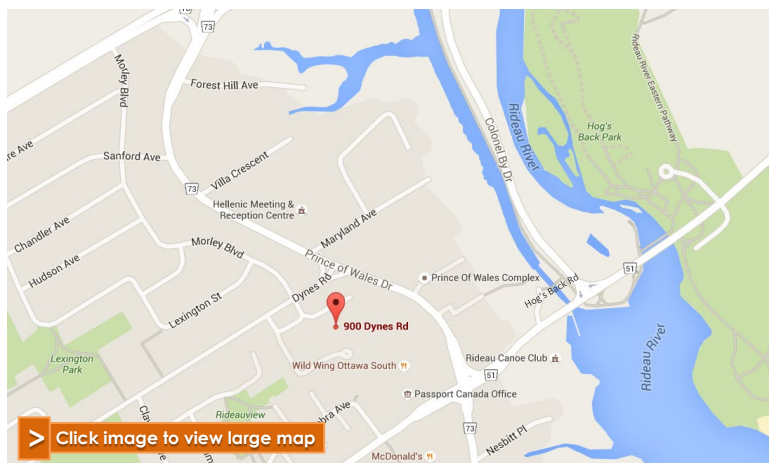 73
73
Morley Blvd
Forest Hill Ave
Sanford Ave
Villa Crescent
73
Hellenic Meeting &
Reception Centre
Maryland Ave
Chandler Ave
Hudson Ave
Morley Blvd
Lexington St
Dynes Rd
Prince Of Wales Dr
Prince Of Wales Complex
900 Dynes Rd
Colonel By Dr
Rideau River
Hog's
Back Park
Rideau River Eastern Pathway
51
Hog's Back Rd
Rideau River
Rideau Canoe Club
51
Wild Wing Ottawa South
Passport Canada Office
Lexington
Park
Rideauview
73
Nesbitt Pl
McDonald's
> Click image to view large map